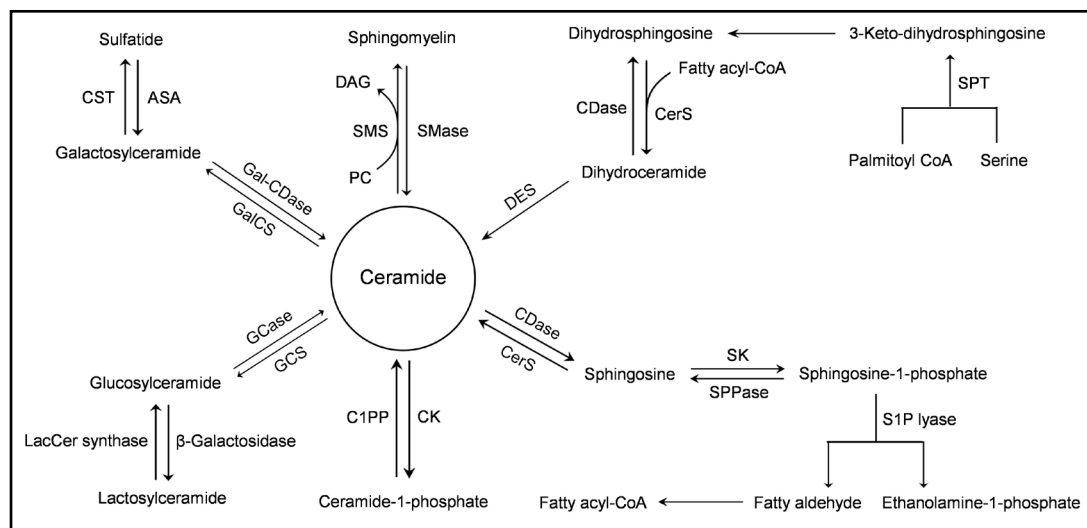 Sulfatide
CST
ASA
Galactosylceramide
Gal-CDase
GalCS
Sphingomyelin
DAG
SMS
SMase
PC
Dihydrosphingosine
3-Keto-dihydrosphingosine
Fatty acyl-CoA
CDase
CerS
SPT
Palmitoyl CoA
Serine
Dihydroceramide
DES
Ceramide
GCase
GCS
Glucosylceramide
LacCer synthase
β-Galactosidase
Lactosylceramide
C1PP
CK
Ceramide-1-phosphate
CDase
CerS
Sphingosine
SK
SPPase
Sphingosine-1-phosphate
S1P lyase
Fatty acyl-CoA
Fatty aldehyde
Ethanolamine-1-phosphate